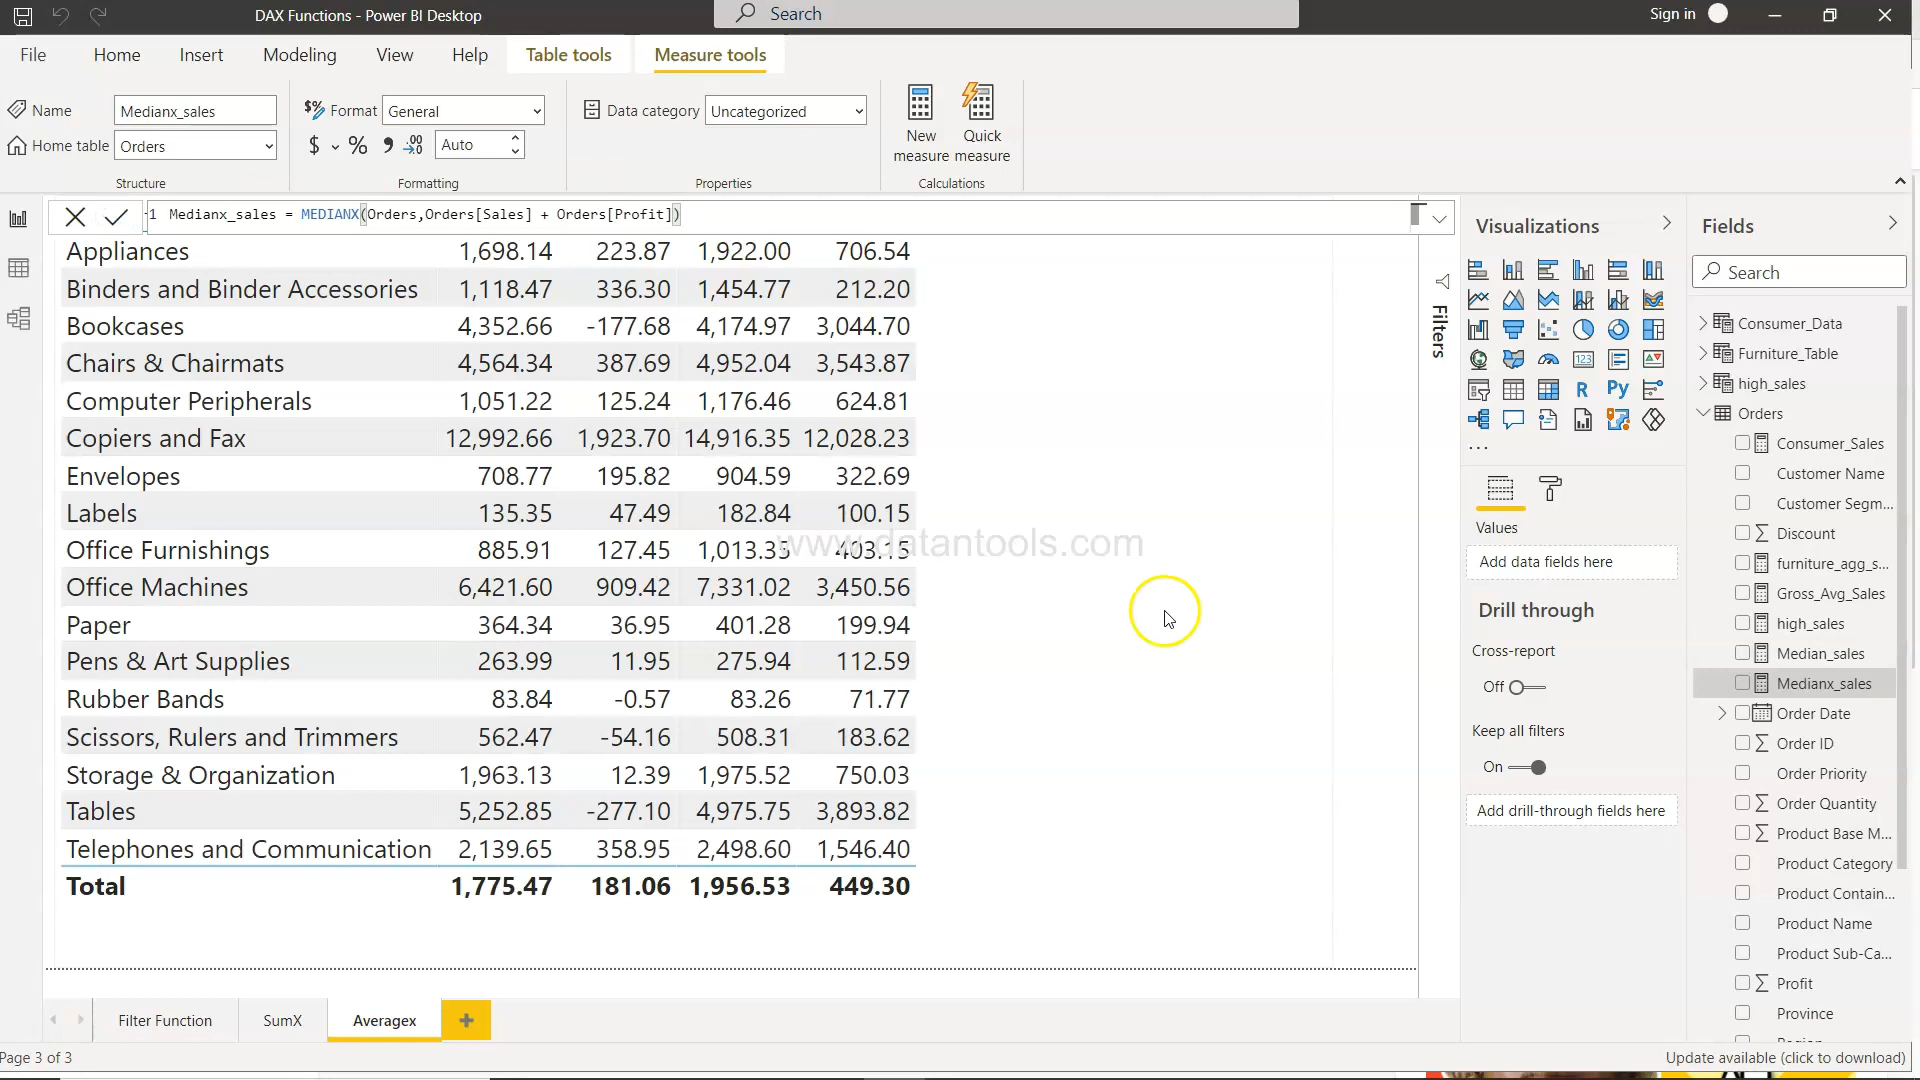 DAX Functions - Power BI Desktop
Search
Sign in
File Home Insert Modeling View Help Table tools Measure tools
Name Medianx_sales
Home table Orders
Structure
$% Format General
$ % , .00 Auto
Formatting
Data category Uncategorized
Properties
New measure
Quick measure
Calculations
1 Medianx_sales = MEDIANX(Orders,Orders[Sales] + Orders[Profit])
Appliances 1,698.14 223.87 1,922.00 706.54
Binders and Binder Accessories 1,118.47 336.30 1,454.77 212.20
Bookcases 4,352.66 -177.68 4,174.97 3,044.70
Chairs & Chairmats 4,564.34 387.69 4,952.04 3,543.87
Computer Peripherals 1,051.22 125.24 1,176.46 624.81
Copiers and Fax 12,992.66 1,923.70 14,916.35 12,028.23
Envelopes 708.77 195.82 904.59 322.69
Labels 135.35 47.49 182.84 100.15
Office Furnishings 885.91 127.45 1,013.35 403.15
www.datantools.com
Office Machines 6,421.60 909.42 7,331.02 3,450.56
Paper 364.34 36.95 401.28 199.94
Pens & Art Supplies 263.99 11.95 275.94 112.59
Rubber Bands 83.84 -0.57 83.26 71.77
Scissors, Rulers and Trimmers 562.47 -54.16 508.31 183.62
Storage & Organization 1,963.13 12.39 1,975.52 750.03
Tables 5,252.85 -277.10 4,975.75 3,893.82
Telephones and Communication 2,139.65 358.95 2,498.60 1,546.40
Total 1,775.47 181.06 1,956.53 449.30
Filters
Visualizations
123
R Py
...
Values
Add data fields here
Drill through
Cross-report
Off
Keep all filters
On
Add drill-through fields here
Fields
Search
Consumer_Data
Furniture_Table
high_sales
Orders
Consumer_Sales
Customer Name
Customer Segm...
Discount
furniture_agg_s...
Gross_Avg_Sales
high_sales
Median_sales
Medianx_sales
Order Date
Order ID
Order Priority
Order Quantity
Product Base M...
Product Category
Product Contain...
Product Name
Product Sub-Ca...
Profit
Province
Filter Function SumX Averagex +
Page 3 of 3
Update available (click to download)